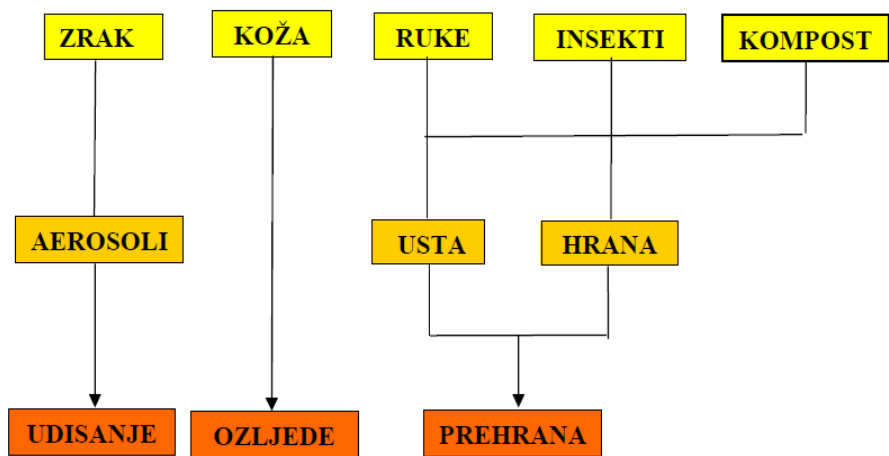 ZRAK
KOŽA
RUKE
INSEKTI
KOMPOST
AEROSOLI
USTA
HRANA
UDISANJE
OZLJEDE
PREHRANA